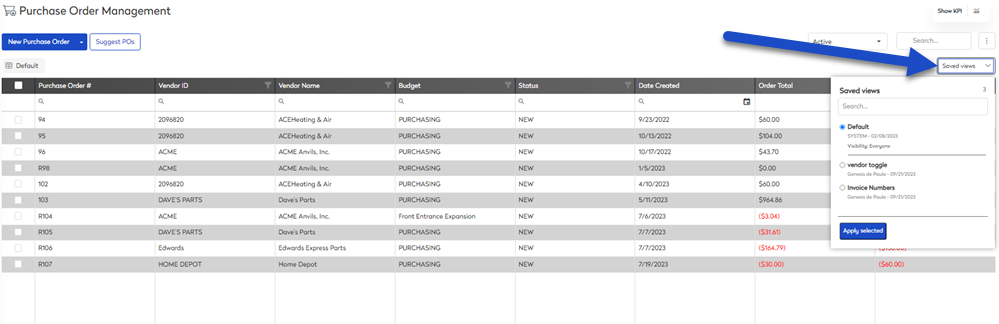 Purchase Order Management
Show KPI
New Purchase Order
Suggest POs
Active
Search...
Default
Saved views
Purchase Order # Vendor ID Vendor Name Budget Status Date Created Order Total
94 2096820 ACEHeating & Air PURCHASING NEW 9/23/2022 $60.00
95 2096820 ACEHeating & Air PURCHASING NEW 10/13/2022 $104.00
96 ACME ACME Anvils, Inc. PURCHASING NEW 10/17/2022 $43.70
R98 ACME ACME Anvils, Inc. PURCHASING NEW 1/5/2023 $0.00
102 2096820 ACEHeating & Air PURCHASING NEW 4/10/2023 $60.00
103 DAVE'S PARTS Dave's Parts PURCHASING NEW 5/11/2023 $964.86
R104 ACME ACME Anvils, Inc. Front Entrance Expansion NEW 7/6/2023 ($3.04)
R105 DAVE'S PARTS Dave's Parts PURCHASING NEW 7/7/2023 ($31.61)
R106 Edwards Edwards Express Parts PURCHASING NEW 7/7/2023 ($164.79)
R107 HOME DEPOT Home Depot PURCHASING NEW 7/19/2023 ($30.00) ($60.00)
Saved views 3
Search...
Default
SYSTEM - 02/08/2023
Visibility: Everyone
vendor toggle
Genesis de Paula - 09/21/2023
Invoice Numbers
Genesis de Paula - 09/21/2023
Apply selected